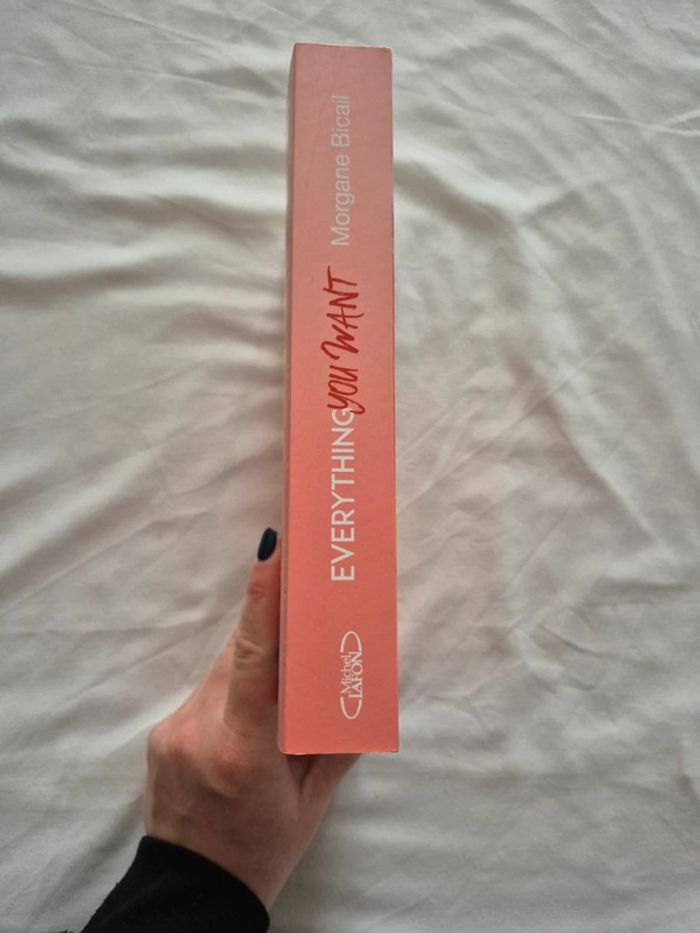 Morgane Bicail
EVERYTHING YOU WANT
Michel
LAFON